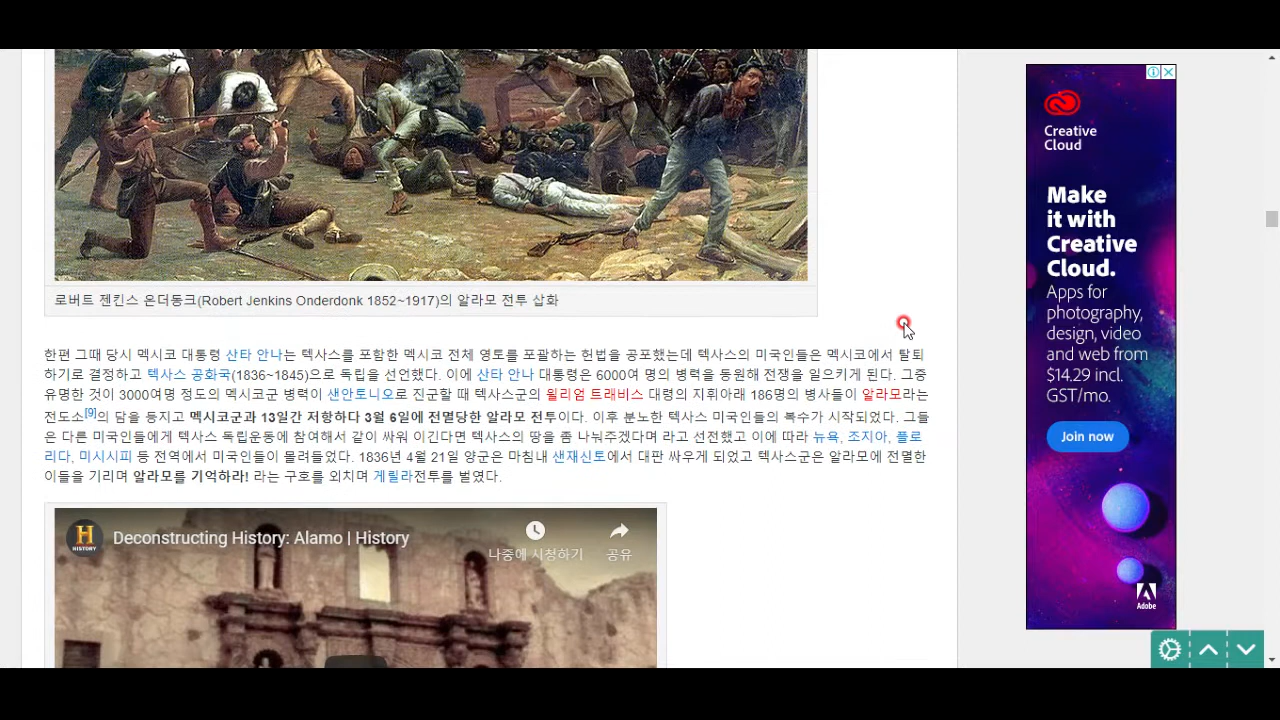 로버트 젠킨스 온더동크(Robert Jenkins Onderdonk 1852~1917)의 알라모 전투 삽화
한편 그때 당시 멕시코 대통령 산타 안나는 텍사스를 포함한 멕시코 전체 영토를 포괄하는 헌법을 공포했는데 텍사스의 미국인들은 멕시코에서 탈퇴
하기로 결정하고 텍사스 공화국(1836~1845)으로 독립을 선언했다. 이에 산타 안나 대통령은 6000여 명의 병력을 동원해 전쟁을 일으키게 된다. 그중
유명한 것이 3000여명 정도의 멕시코군 병력이 샌안토니오로 진군할 때 텍사스군의 윌리엄 트래비스 대령의 지휘아래 186명의 병사들이 알라모라는
전도소[9]의 담을 등지고 멕시코군과 13일간 저항하다 3월 6일에 전멸당한 알라모 전투이다. 이후 분노한 텍사스 미국인들의 복수가 시작되었다. 그들
은 다른 미국인들에게 텍사스 독립운동에 참여해서 같이 싸워 이긴다면 텍사스의 땅을 좀 나눠주겠다며 라고 선전했고 이에 따라 뉴욕, 조지아, 플로
리다, 미시시피 등 전역에서 미국인들이 몰려들었다. 1836년 4월 21일 양군은 마침내 샌재신토에서 대판 싸우게 되었고 텍사스군은 알라모에 전멸한
이들을 기리며 알라모를 기억하라! 라는 구호를 외치며 게릴라전투를 벌였다.
H
HISTORY
Deconstructing History: Alamo | History
나중에 시청하기
공유
Creative
Cloud
Make
it with
Creative
Cloud.
Apps for
photography,
design, video
and web from
$14.29 incl.
GST/mo.
Join now
Adobe